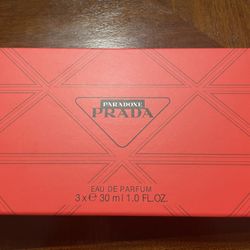 PARADOXE
PRADA
EAU DE PARFUM
3 x ℮ 30 ml / 1.0 FL.OZ.